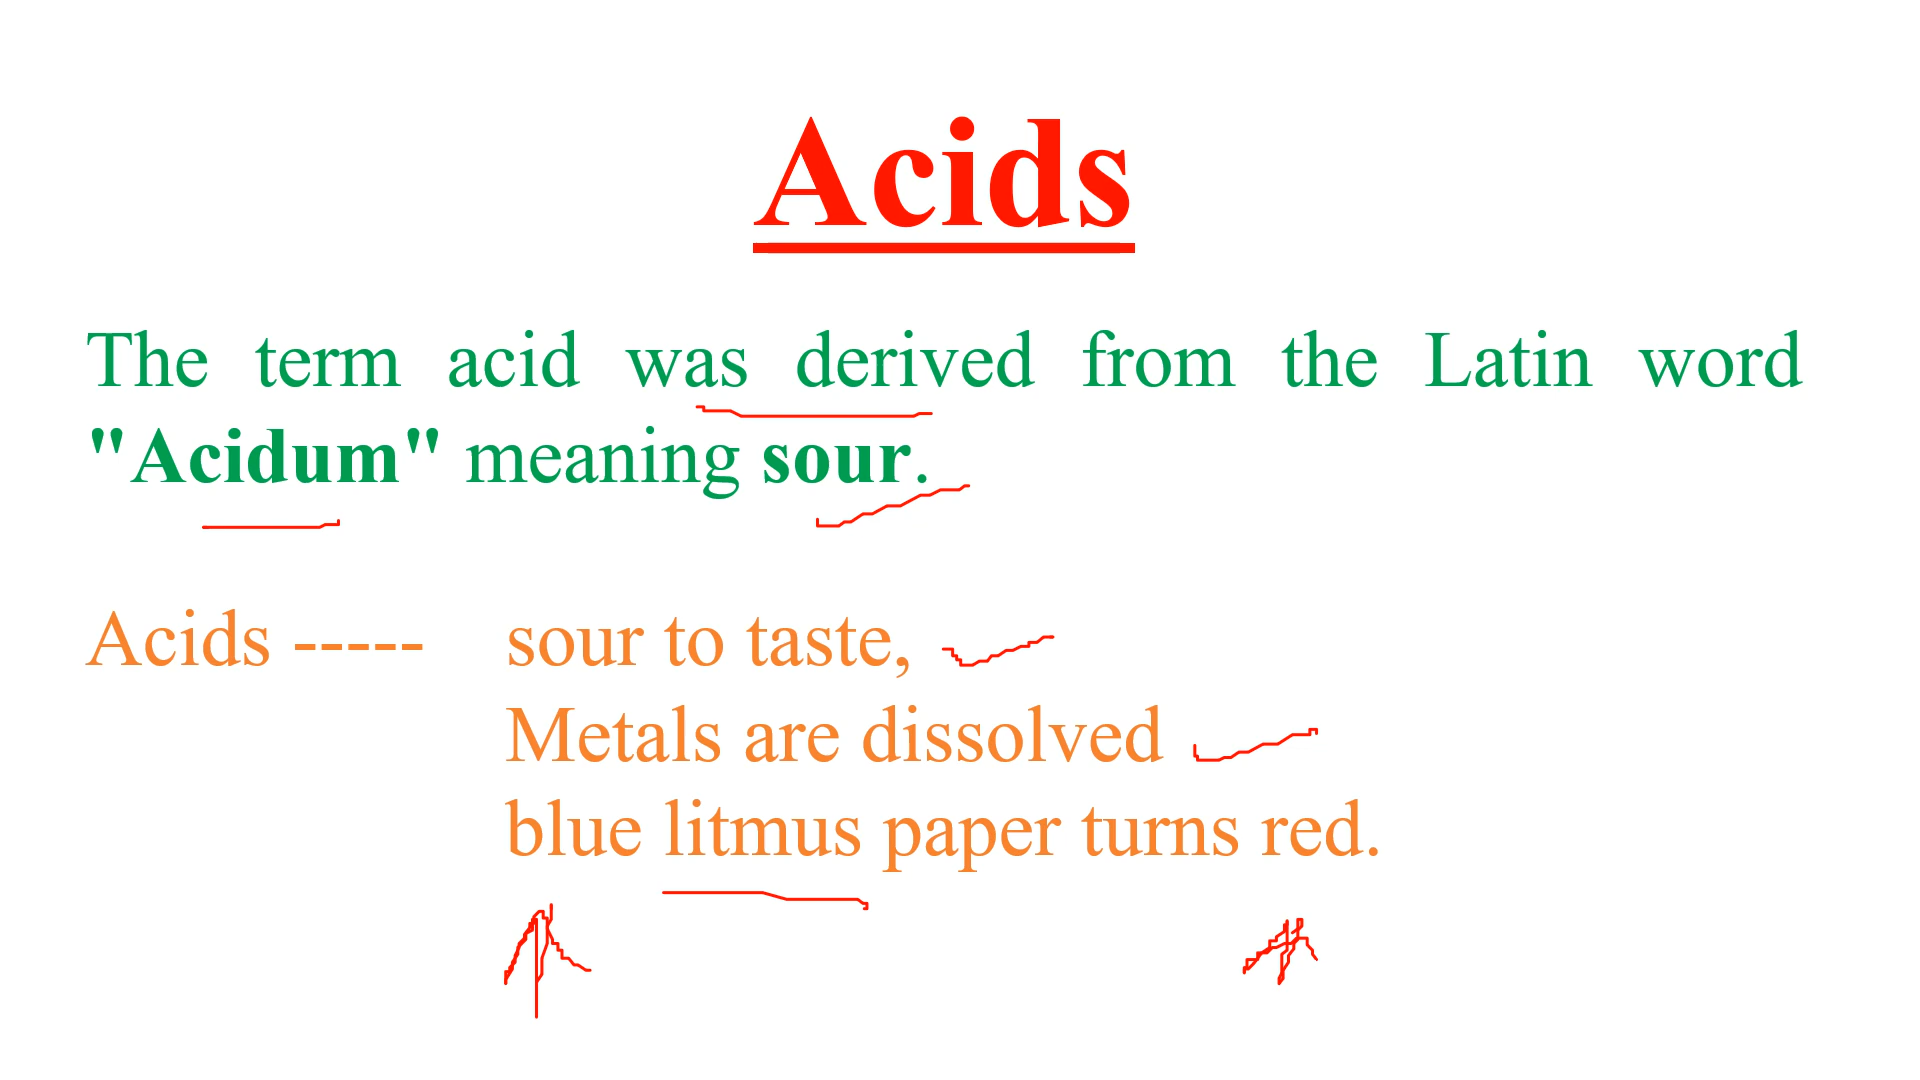 Acids
The term acid was derived from the Latin word
"Acidum" meaning sour.
Acids ----- sour to taste,
Metals are dissolved
blue litmus paper turns red.